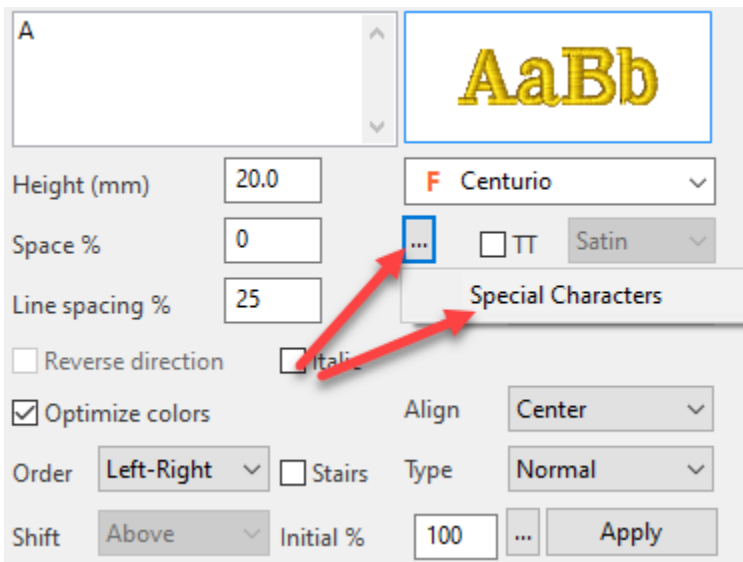 A
AaBb
Height (mm) 20.0 F Centurio
Space % 0 ... TT Satin
Special Characters
Line spacing % 25
Reverse direction Italic
Optimize colors Align Center
Order Left-Right Stairs Type Normal
Shift Above Initial % 100 ... Apply